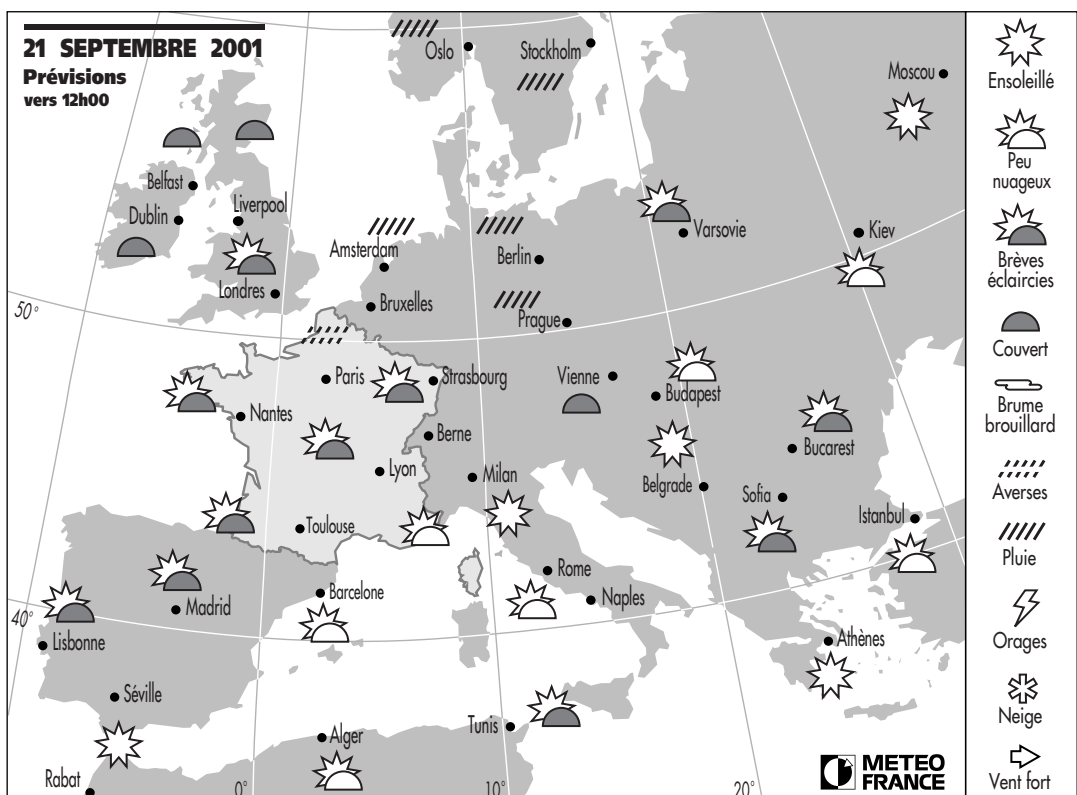 21 SEPTEMBRE 2001
Prévisions
vers 12h00
Oslo
Stockholm
Moscou
Belfast
Dublin
Liverpool
Londres
Amsterdam
Bruxelles
Berlin
Prague
Varsovie
Kiev
50°
Paris
Strasbourg
Nantes
Berne
Lyon
Toulouse
Vienne
Budapest
Bucarest
Milan
Belgrade
Sofia
Istanbul
Rome
Naples
Barcelone
Madrid
40°
Lisbonne
Séville
Athènes
Tunis
Alger
Rabat
0°
10°
20°
METEO
FRANCE
Ensoleillé
Peu
nuageux
Brèves
éclaircies
Couvert
Brume
brouillard
Averses
Pluie
Orages
Neige
Vent fort